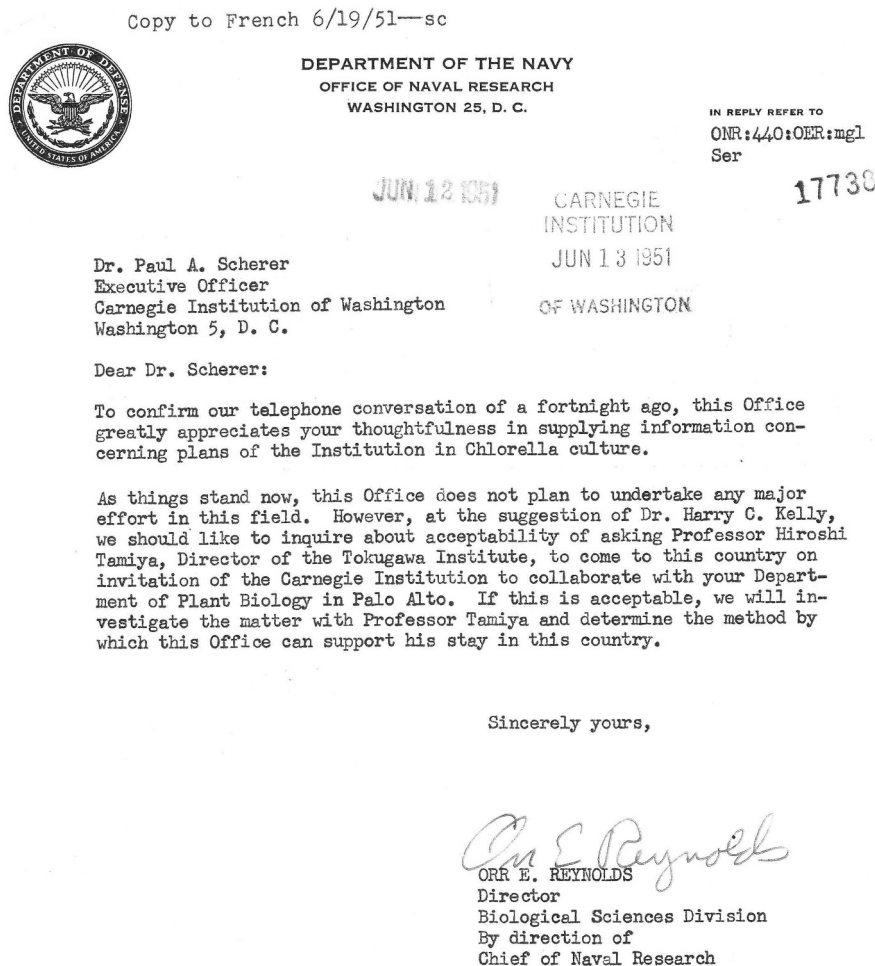 Copy to French 6/19/51—sc
DEPARTMENT OF DEFENSE
UNITED STATES OF AMERICA
DEPARTMENT OF THE NAVY
OFFICE OF NAVAL RESEARCH
WASHINGTON 25, D. C.
IN REPLY REFER TO
ONR:440:OER:mgl
Ser
17738
JUN 12 1951
CARNEGIE
INSTITUTION
JUN 13 1951
OF WASHINGTON
Dr. Paul A. Scherer
Executive Officer
Carnegie Institution of Washington
Washington 5, D. C.
Dear Dr. Scherer:
To confirm our telephone conversation of a fortnight ago, this Office
greatly appreciates your thoughtfulness in supplying information con-
cerning plans of the Institution in Chlorella culture.
As things stand now, this Office does not plan to undertake any major
effort in this field. However, at the suggestion of Dr. Harry C. Kelly,
we should like to inquire about acceptability of asking Professor Hiroshi
Tamiya, Director of the Tokugawa Institute, to come to this country on
invitation of the Carnegie Institution to collaborate with your Depart-
ment of Plant Biology in Palo Alto. If this is acceptable, we will in-
vestigate the matter with Professor Tamiya and determine the method by
which this Office can support his stay in this country.
Sincerely yours,
Orr E Reynolds
ORR E. REYNOLDS
Director
Biological Sciences Division
By direction of
Chief of Naval Research